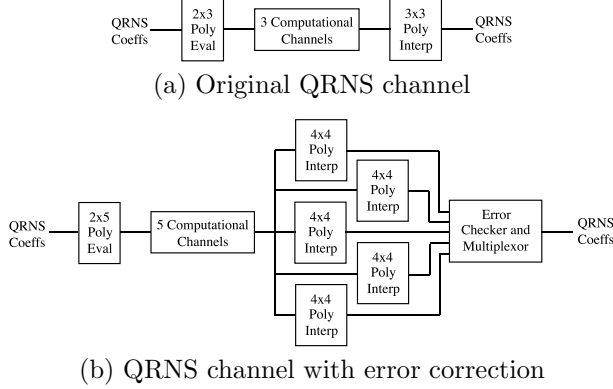 QRNS
Coeffs
2x3
Poly
Eval
3 Computational
Channels
3x3
Poly
Interp
QRNS
Coeffs
(a) Original QRNS channel
4x4
Poly
Interp
4x4
Poly
Interp
QRNS
Coeffs
2x5
Poly
Eval
5 Computational
Channels
4x4
Poly
Interp
Error
Checker and
Multiplexor
QRNS
Coeffs
4x4
Poly
Interp
4x4
Poly
Interp
(b) QRNS channel with error correction